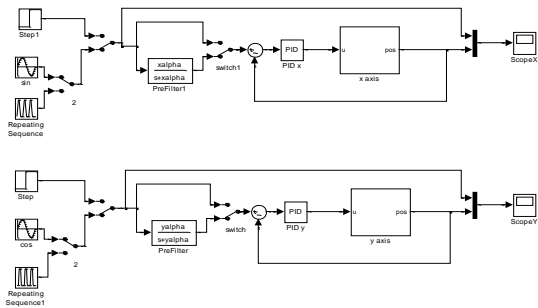 Step1
sin
Repeating
Sequence
2
xalpha
s+xalpha
PreFilter1
switch1
PID
PID x
u
pos
x axis
ScopeX
Step
cos
Repeating
Sequence1
2
yalpha
s+yalpha
PreFilter
switch
PID
PID y
u
pos
y axis
ScopeY